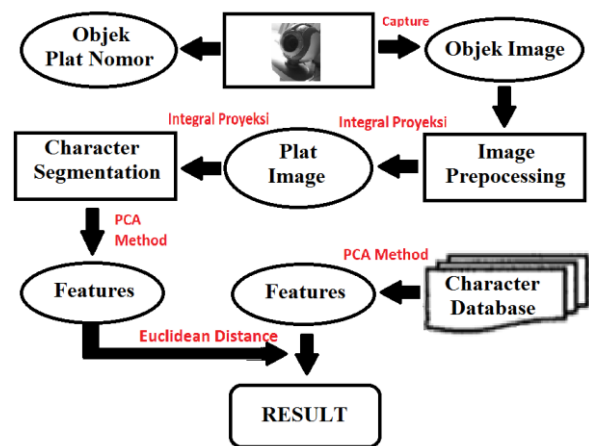 Objek
Plat Nomor
Capture
Objek Image
Integral Proyeksi
Integral Proyeksi
Character
Segmentation
Plat
Image
Image
Prepocessing
PCA
Method
PCA Method
Features
Features
Character
Database
Euclidean Distance
RESULT